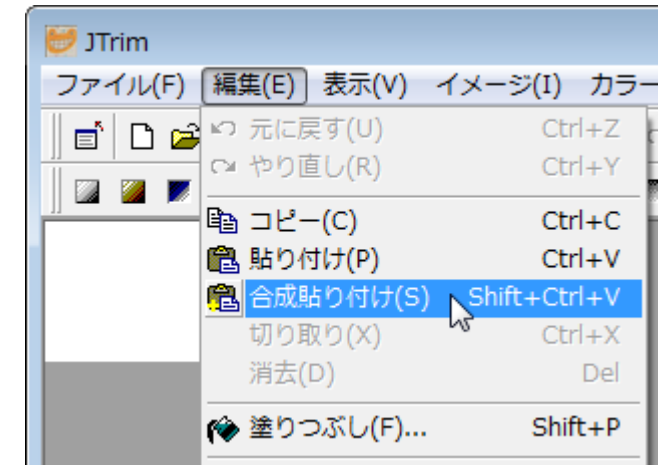 JTrim
ファイル(F) 編集(E) 表示(V) イメージ(I) カラー
元に戻す(U) Ctrl+Z
やり直し(R) Ctrl+Y
コピー(C) Ctrl+C
貼り付け(P) Ctrl+V
合成貼り付け(S) Shift+Ctrl+V
切り取り(X) Ctrl+X
消去(D) Del
塗りつぶし(F)... Shift+P